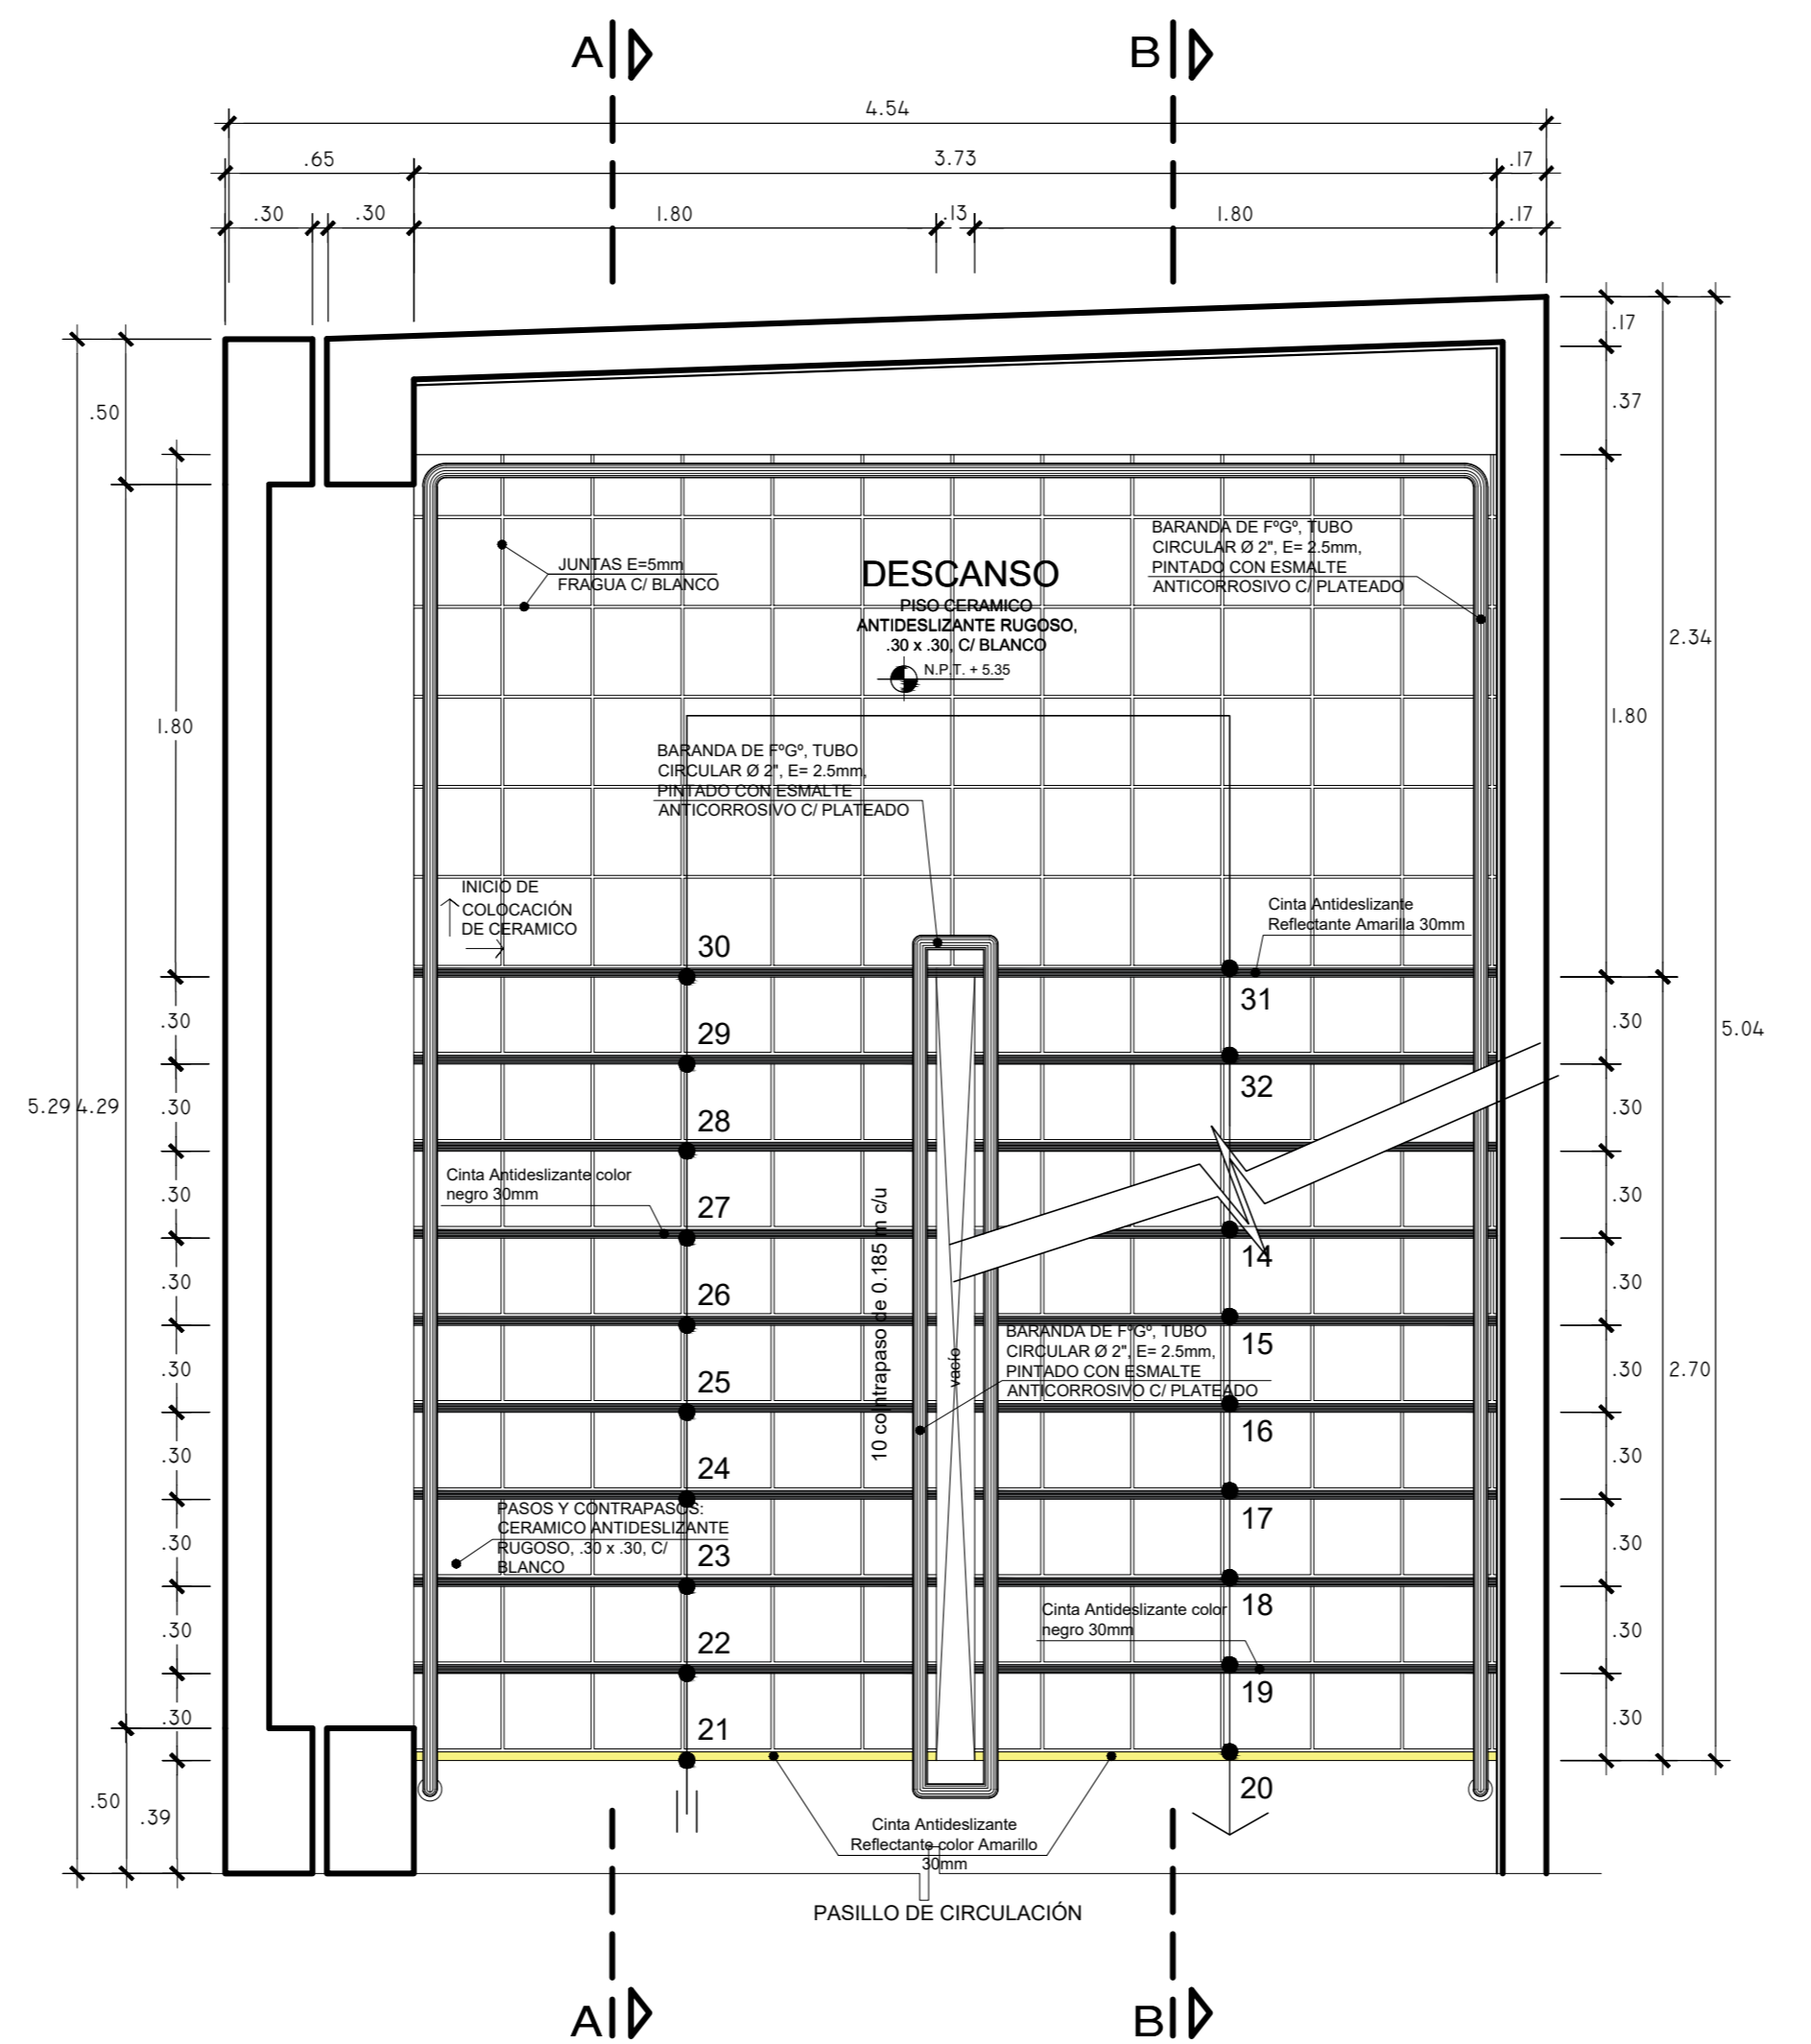 A
B
4.54
.65
3.73
.17
.30
.30
1.80
.13
1.80
.17
.17
.50
.37
BARANDA DE FºGº, TUBO
CIRCULAR Ø 2", E= 2.5mm,
PINTADO CON ESMALTE
ANTICORROSIVO C/ PLATEADO
JUNTAS E=5mm
FRAGUA C/ BLANCO
DESCANSO
PISO CERAMICO
ANTIDESLIZANTE RUGOSO,
.30 x .30, C/ BLANCO
N.P.T. + 5.35
2.34
1.80
1.80
BARANDA DE FºGº, TUBO
CIRCULAR Ø 2", E= 2.5mm,
PINTADO CON ESMALTE
ANTICORROSIVO C/ PLATEADO
INICIO DE
COLOCACIÓN
DE CERAMICO
Cinta Antideslizante
Reflectante Amarilla 30mm
30
31
.30
.30
5.04
29
32
5.29
4.29
.30
.30
28
Cinta Antideslizante color
negro 30mm
.30
.30
27
14
.30
.30
10 contrapaso de 0.185 m c/u
vacío
26
15
BARANDA DE FºGº, TUBO
CIRCULAR Ø 2", E= 2.5mm,
PINTADO CON ESMALTE
ANTICORROSIVO C/ PLATEADO
.30
.30
2.70
25
16
.30
.30
24
17
PASOS Y CONTRAPASOS:
CERAMICO ANTIDESLIZANTE
RUGOSO, .30 x .30, C/
BLANCO
.30
.30
23
18
Cinta Antideslizante color
negro 30mm
.30
.30
22
19
.30
.30
21
20
.50
.39
Cinta Antideslizante
Reflectante color Amarillo
30mm
PASILLO DE CIRCULACIÓN
A
B